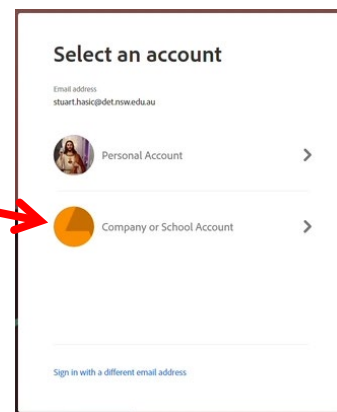 Select an account
Email address
stuart.hasic@det.nsw.edu.au
Personal Account
Company or School Account
Sign in with a different email address